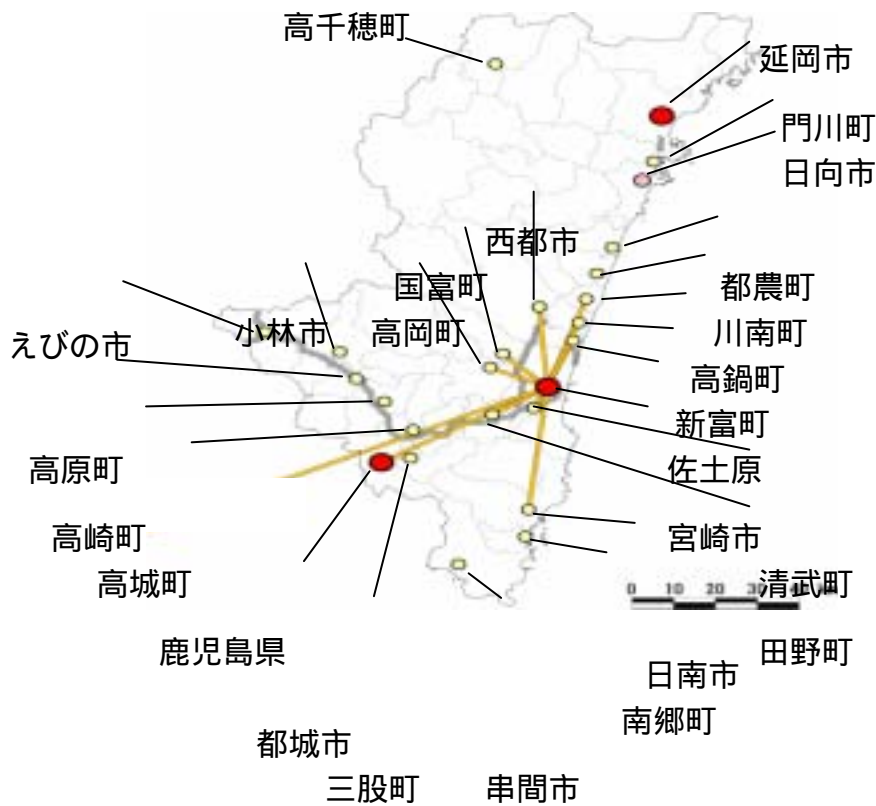 高千穂町
延岡市
門川町
日向市
西都市
国富町
都農町
えびの市
小林市
高岡町
川南町
高鍋町
新富町
高原町
佐土原
高崎町
宮崎市
高城町
清武町
0 10 20 30 40
鹿児島県
田野町
日南市
南郷町
都城市
三股町
串間市